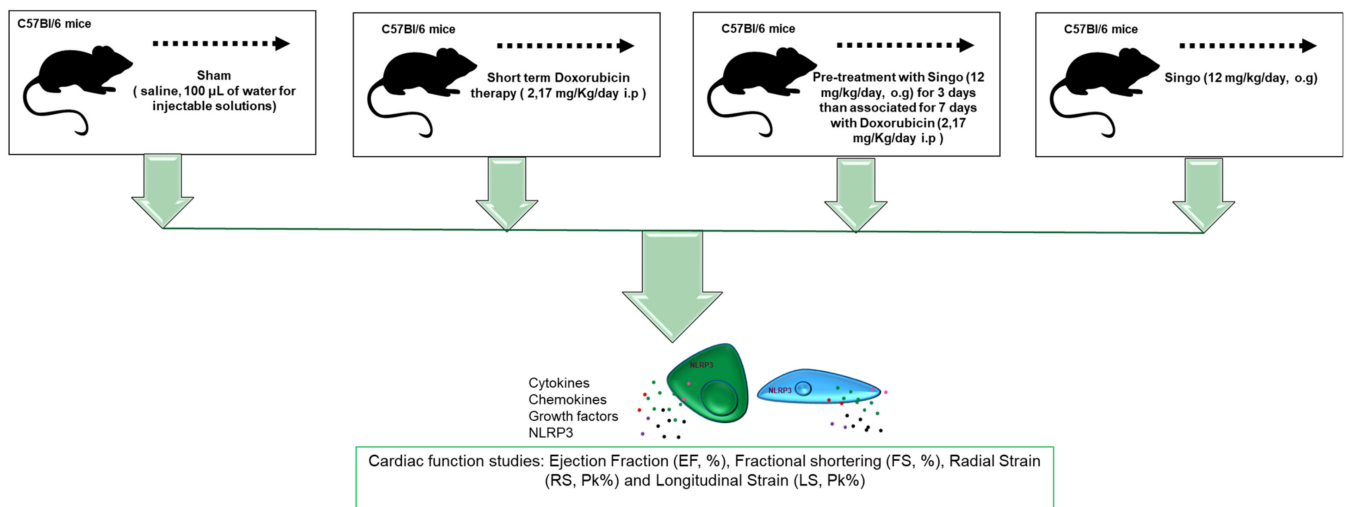 C57Bl/6 mice
Sham
( saline, 100 µL of water for
injectable solutions)
C57Bl/6 mice
Short term Doxorubicin
therapy ( 2,17 mg/Kg/day i.p )
C57Bl/6 mice
Pre-treatment with Singo (12
mg/kg/day, o.g) for 3 days
than associated for 7 days
with Doxorubicin (2,17
mg/Kg/day i.p )
C57Bl/6 mice
Singo (12 mg/kg/day, o.g)
NLRP3
NLRP3
Cytokines
Chemokines
Growth factors
NLRP3
Cardiac function studies: Ejection Fraction (EF, %), Fractional shortening (FS, %), Radial Strain
(RS, Pk%) and Longitudinal Strain (LS, Pk%)